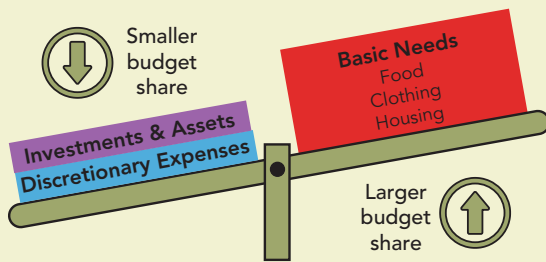 Smaller
budget
share
Investments & Assets
Discretionary Expenses
Basic Needs
Food
Clothing
Housing
Larger
budget
share